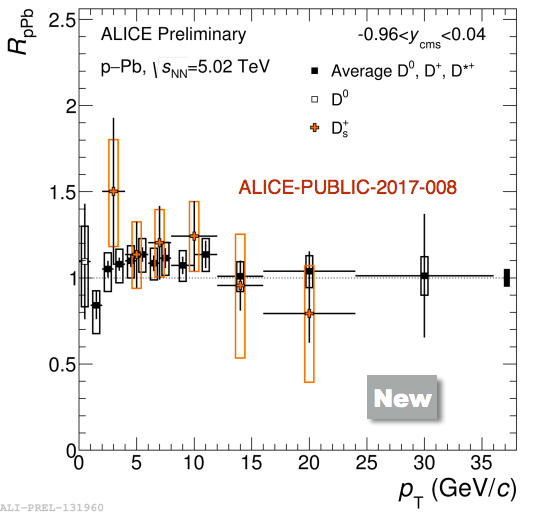 R_pPb
ALICE Preliminary
-0.96<y_cms<0.04
p–Pb, √s_NN=5.02 TeV
Average D⁰, D⁺, D*⁺
D⁰
D_s⁺
ALICE-PUBLIC-2017-008
2.5
2
1.5
1
0.5
0
New
0 5 10 15 20 25 30 35
p_T (GeV/c)
ALI-PREL-131960